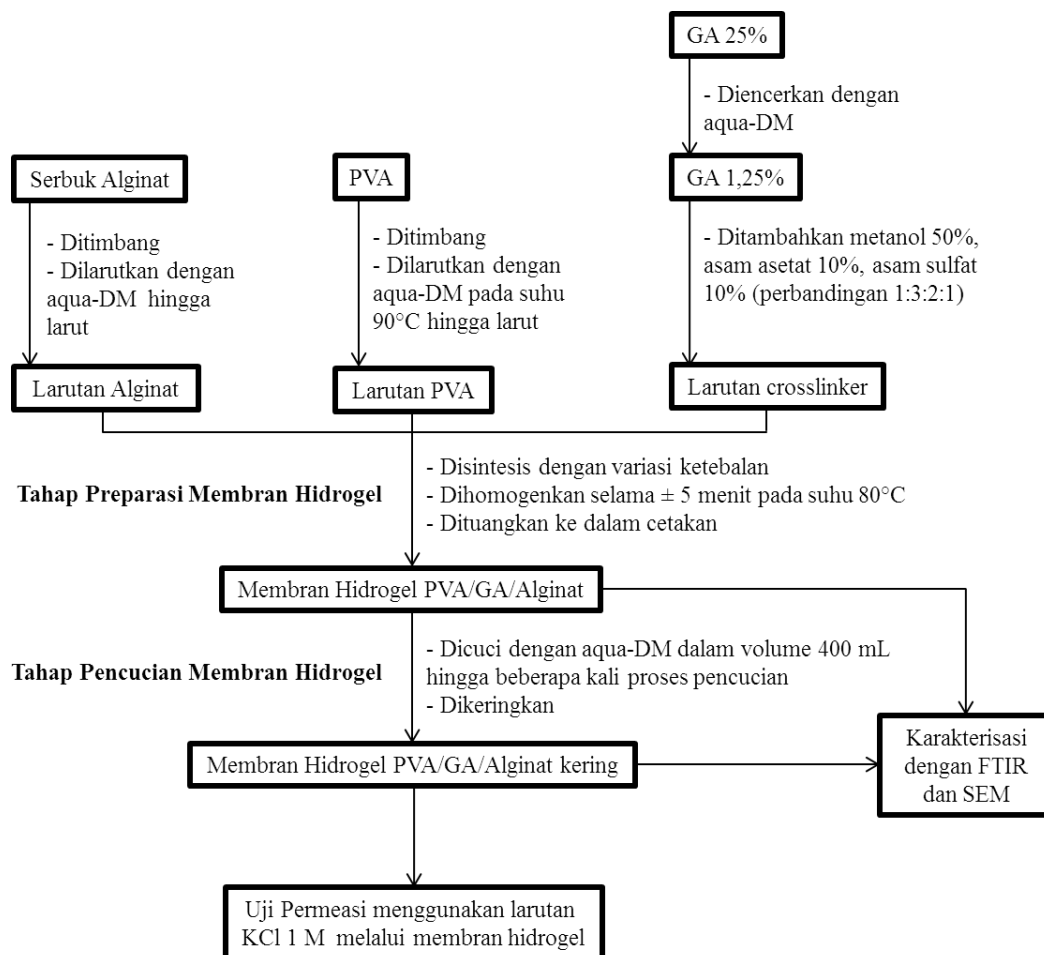 GA 25%
- Diencerkan dengan
aqua-DM
Serbuk Alginat
PVA
GA 1,25%
- Ditimbang
- Dilarutkan dengan
aqua-DM hingga
larut
- Ditimbang
- Dilarutkan dengan
aqua-DM pada suhu
90°C hingga larut
- Ditambahkan metanol 50%,
asam asetat 10%, asam sulfat
10% (perbandingan 1:3:2:1)
Larutan Alginat
Larutan PVA
Larutan crosslinker
Tahap Preparasi Membran Hidrogel
- Disintesis dengan variasi ketebalan
- Dihomogenkan selama ± 5 menit pada suhu 80°C
- Dituangkan ke dalam cetakan
Membran Hidrogel PVA/GA/Alginat
Tahap Pencucian Membran Hidrogel
- Dicuci dengan aqua-DM dalam volume 400 mL
hingga beberapa kali proses pencucian
- Dikeringkan
Membran Hidrogel PVA/GA/Alginat kering
Karakterisasi
dengan FTIR
dan SEM
Uji Permeasi menggunakan larutan
KCl 1 M melalui membran hidrogel